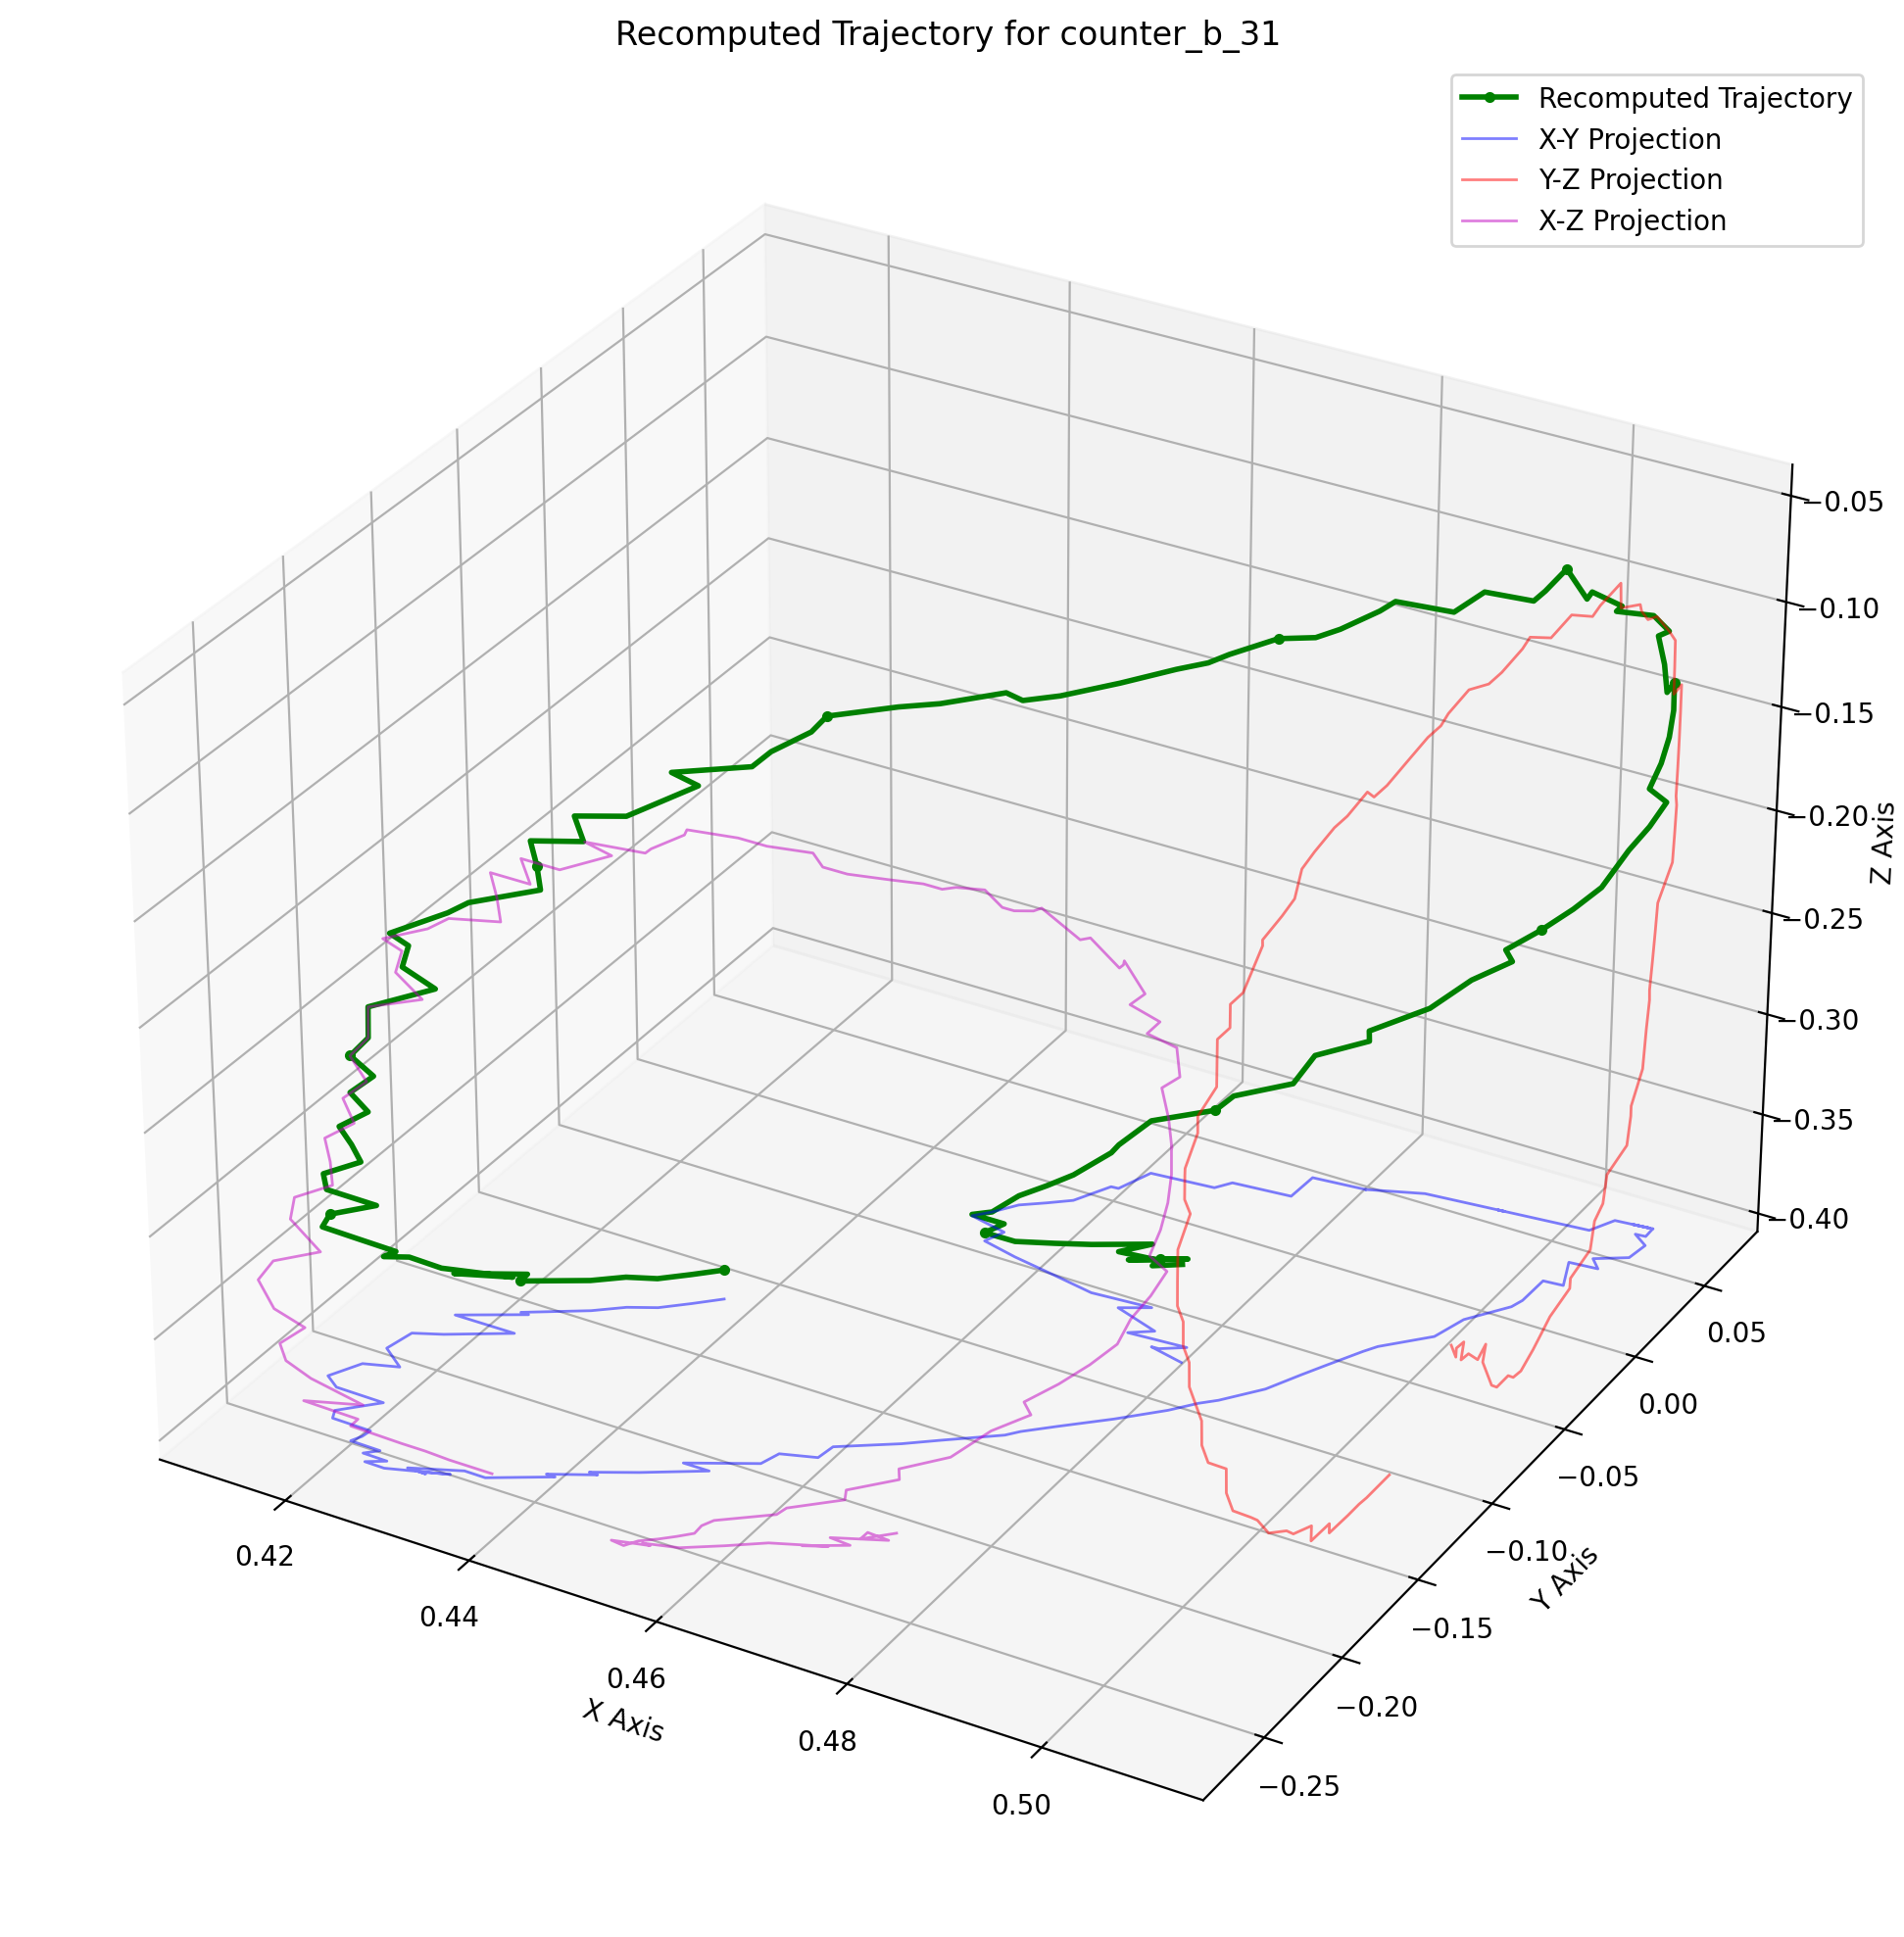 Recomputed Trajectory for counter_b_31
Recomputed Trajectory
X-Y Projection
Y-Z Projection
X-Z Projection
−0.05
−0.10
−0.15
−0.20
−0.25
−0.30
−0.35
−0.40
Z Axis
0.05
0.00
−0.05
−0.10
−0.15
−0.20
−0.25
Y Axis
0.42
0.44
0.46
0.48
0.50
X Axis